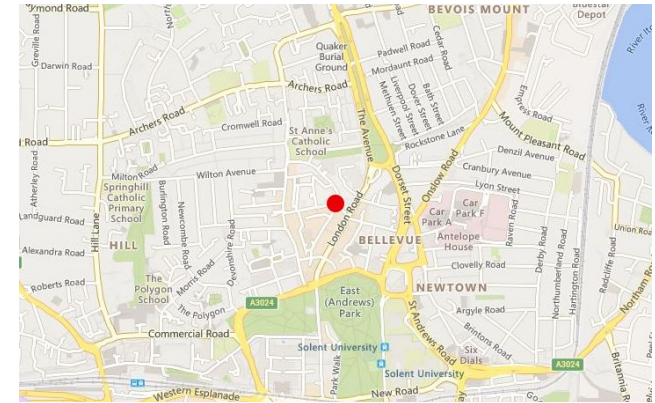 BEVOIS MOUNT
Bluestar
Depot
Raymond Road
Greville Road
North
River Itc
Darwin Road
Quaker
Burial
Ground
Padwell Road
Cedar Road
Mordaunt Road
Archers Road
Liverpool Street
Bath Street
Dover Street
Methuen Street
Empress Road
River
Archers Road
Cromwell Road
The Avenue
Mount Pleasant Road
l Road
St Anne's
Catholic
School
Rockstone Lane
Denzil Avenue
Atherley Road
Milton Road
Wilton Avenue
Cranbury Avenue
Springhill
Catholic
Primary
School
Burlington Road
Newcombe Road
Dorset Street
Onslow Road
Lyon Street
Landguard Road
London Road
Car
Park A
Car
Park F
Raven Road
Union Roa
Hill Lane
HILL
Devonshire Road
BELLEVUE
Antelope
House
Derby Road
Northumberland Road
Hartington Road
Radcliffe Road
Alexandra Road
Clovelly Road
Roberts Road
The
Polygon
School
Morris Road
East
(Andrews)
Park
NEWTOWN
Northam R
The Polygon
A3024
Argyle Road
Commercial Road
St Andrews Road
Brintons Road
Solent University
Six
Dials
Park Walk
Solent University
A3024
Britannia R
Western Esplanade
New Road